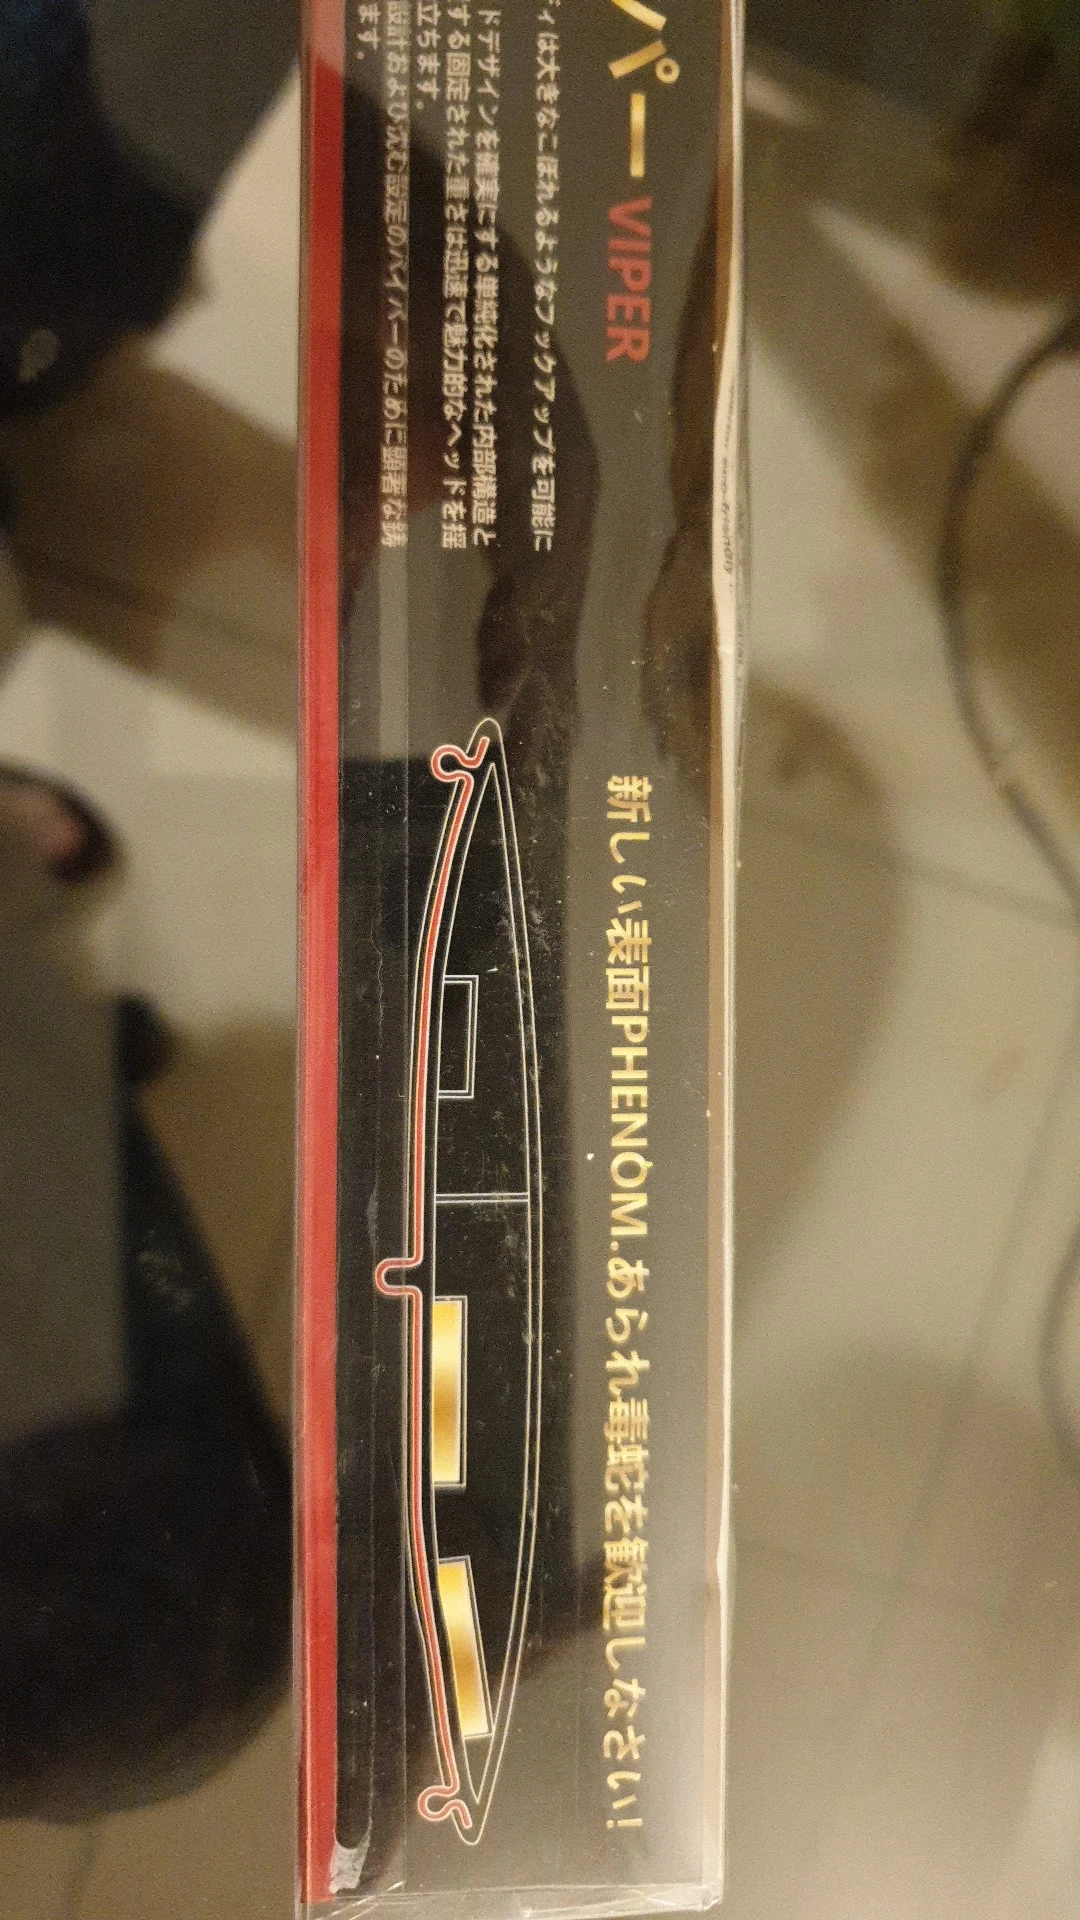 パー VIPER
ディは大きなこぼれるようなフックアップを可能に
ドデザインを確実にする単純化された内部構造と
する固定された重さは迅速で魅力的なヘッドを揺
立ちます。
設計および沈む設定のバイパーのために顕著な鋳
ます。
新しい表面PHENOM.あられ毒蛇を歓迎しなさい!